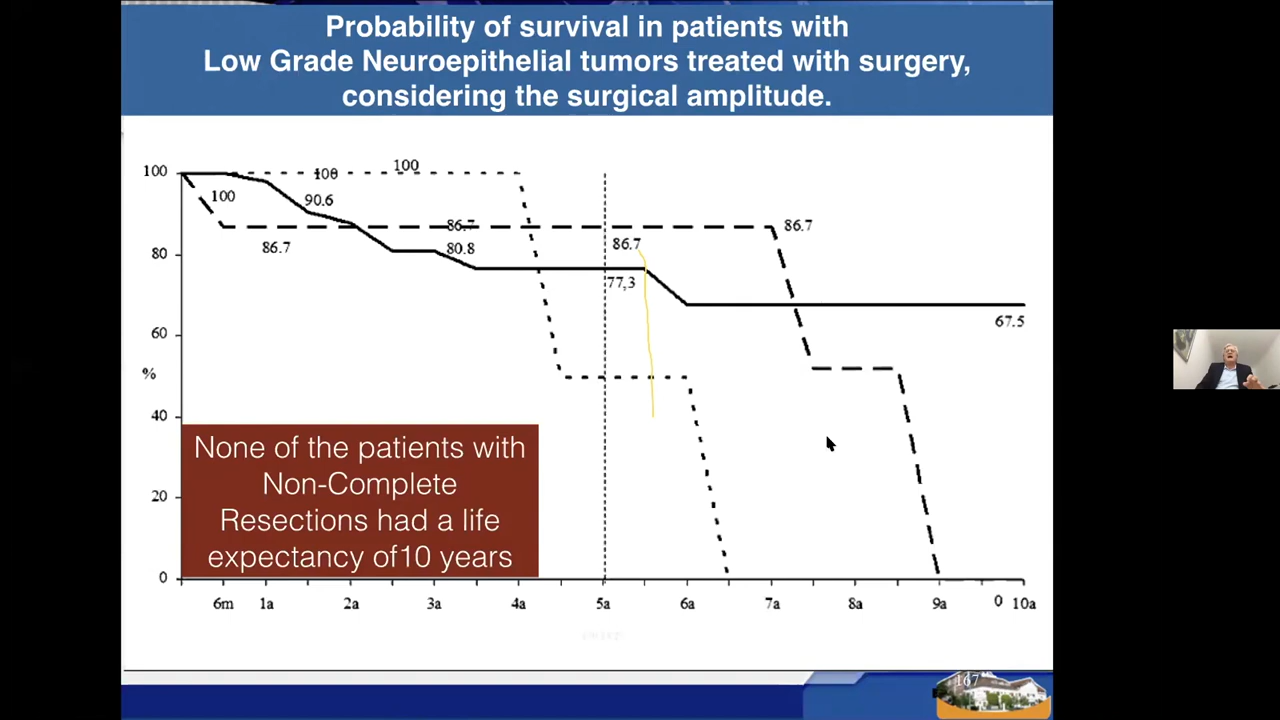 Probability of survival in patients with
Low Grade Neuroepithelial tumors treated with surgery,
considering the surgical amplitude.
100
100
100
100
90.6
86.7
86.7
86.7
86.7
80.8
80
77,3
67.5
60
%
40
None of the patients with
Non-Complete
Resections had a life
expectancy of10 years
20
0
6m 1a 2a 3a 4a 5a 6a 7a 8a 9a 0 10a
167